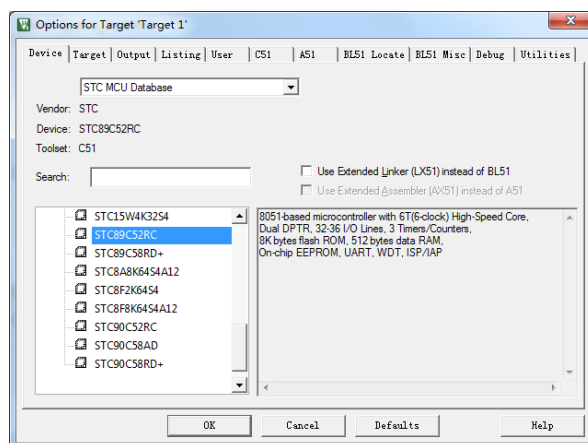 Options for Target 'Target 1'
Device Target Output Listing User C51 A51 BL51 Locate BL51 Misc Debug Utilities
STC MCU Database
Vendor: STC
Device: STC89C52RC
Toolset: C51
Search:
Use Extended Linker (LX51) instead of BL51
Use Extended Assembler (AX51) instead of A51
STC15W4K32S4
STC89C52RC
STC89C58RD+
STC8A8K64S4A12
STC8F2K64S4
STC8F8K64S4A12
STC90C52RC
STC90C58AD
STC90C58RD+
8051-based microcontroller with 6T(6-clock) High-Speed Core,
Dual DPTR, 32-36 I/O Lines, 3 Timers/Counters,
8K bytes flash ROM, 512 bytes data RAM,
On-chip EEPROM, UART, WDT, ISP/IAP
OK Cancel Defaults Help